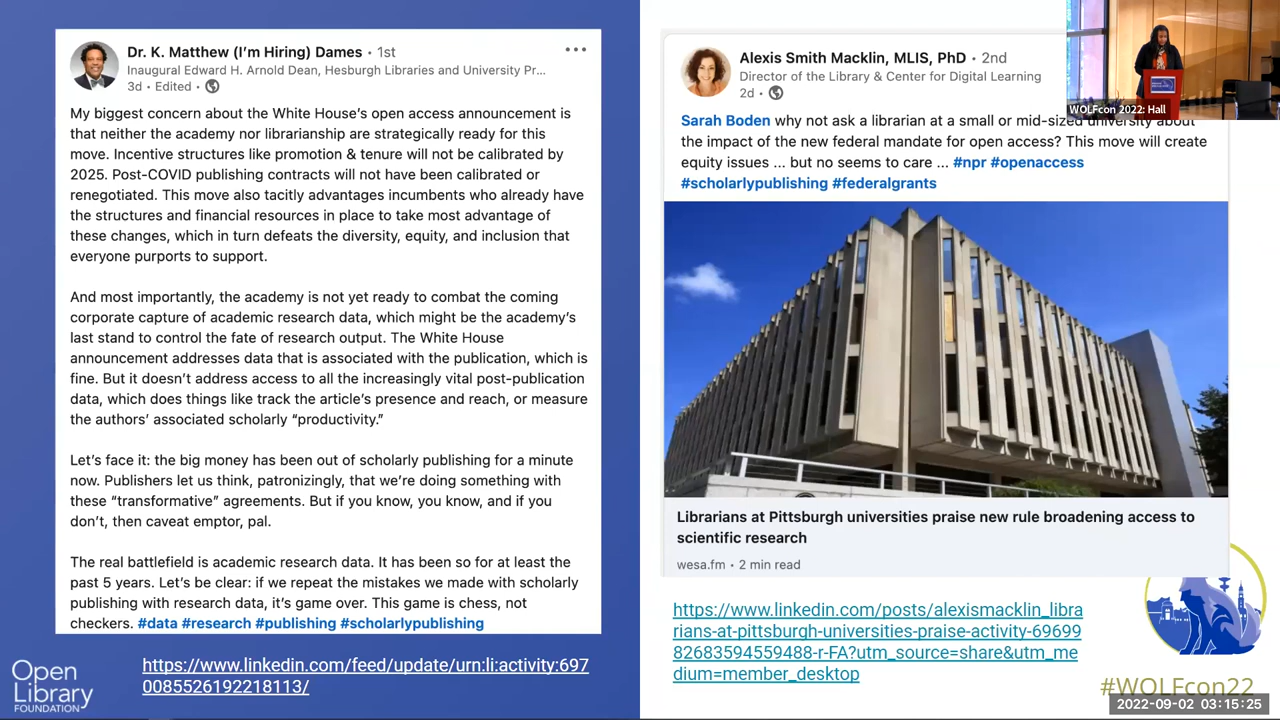 Dr. K. Matthew (I'm Hiring) Dames • 1st
Inaugural Edward H. Arnold Dean, Hesburgh Libraries and University Pr...
3d • Edited •
My biggest concern about the White House's open access announcement is
that neither the academy nor librarianship are strategically ready for this
move. Incentive structures like promotion & tenure will not be calibrated by
2025. Post-COVID publishing contracts will not have been calibrated or
renegotiated. This move also tacitly advantages incumbents who already have
the structures and financial resources in place to take most advantage of
these changes, which in turn defeats the diversity, equity, and inclusion that
everyone purports to support.
And most importantly, the academy is not yet ready to combat the coming
corporate capture of academic research data, which might be the academy's
last stand to control the fate of research output. The White House
announcement addresses data that is associated with the publication, which is
fine. But it doesn't address access to all the increasingly vital post-publication
data, which does things like track the article's presence and reach, or measure
the authors' associated scholarly “productivity.”
Let's face it: the big money has been out of scholarly publishing for a minute
now. Publishers let us think, patronizingly, that we're doing something with
these “transformative” agreements. But if you know, you know, and if you
don't, then caveat emptor, pal.
The real battlefield is academic research data. It has been so for at least the
past 5 years. Let's be clear: if we repeat the mistakes we made with scholarly
publishing with research data, it's game over. This game is chess, not
checkers. #data #research #publishing #scholarlypublishing
https://www.linkedin.com/feed/update/urn:li:activity:697
0085526192218113/
Open
Library
FOUNDATION
Alexis Smith Macklin, MLIS, PhD • 2nd
Director of the Library & Center for Digital Learning
2d •
Sarah Boden why not ask a librarian at a small or mid-sized university about
the impact of the new federal mandate for open access? This move will create
equity issues ... but no seems to care ... #npr #openaccess
#scholarlypublishing #federalgrants
Librarians at Pittsburgh universities praise new rule broadening access to
scientific research
wesa.fm • 2 min read
https://www.linkedin.com/posts/alexismacklin_libra
rians-at-pittsburgh-universities-praise-activity-69699
82683594559488-r-FA?utm_source=share&utm_me
dium=member_desktop
#WOLFcon22
WOLFcon 2022: Hall
2022-09-02 03:15:25